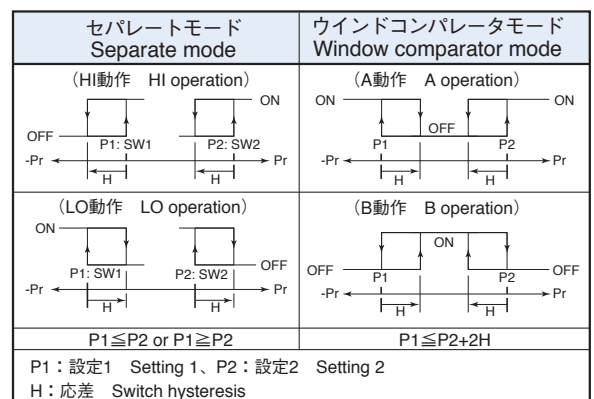 セパレートモード
Separate mode
ウインドコンパレータモード
Window comparator mode
（HI動作　HI operation）
ON
OFF
P1: SW1
P2: SW2
-Pr
Pr
H
H
（A動作　A operation）
ON
ON
OFF
P1
P2
-Pr
Pr
H
H
（LO動作　LO operation）
ON
OFF
P1: SW1
P2: SW2
-Pr
Pr
H
H
（B動作　B operation）
ON
OFF
OFF
P1
P2
-Pr
Pr
H
H
P1≦P2 or P1≧P2
P1≦P2+2H
P1：設定1　Setting 1、P2：設定2　Setting 2
H：応差　Switch hysteresis